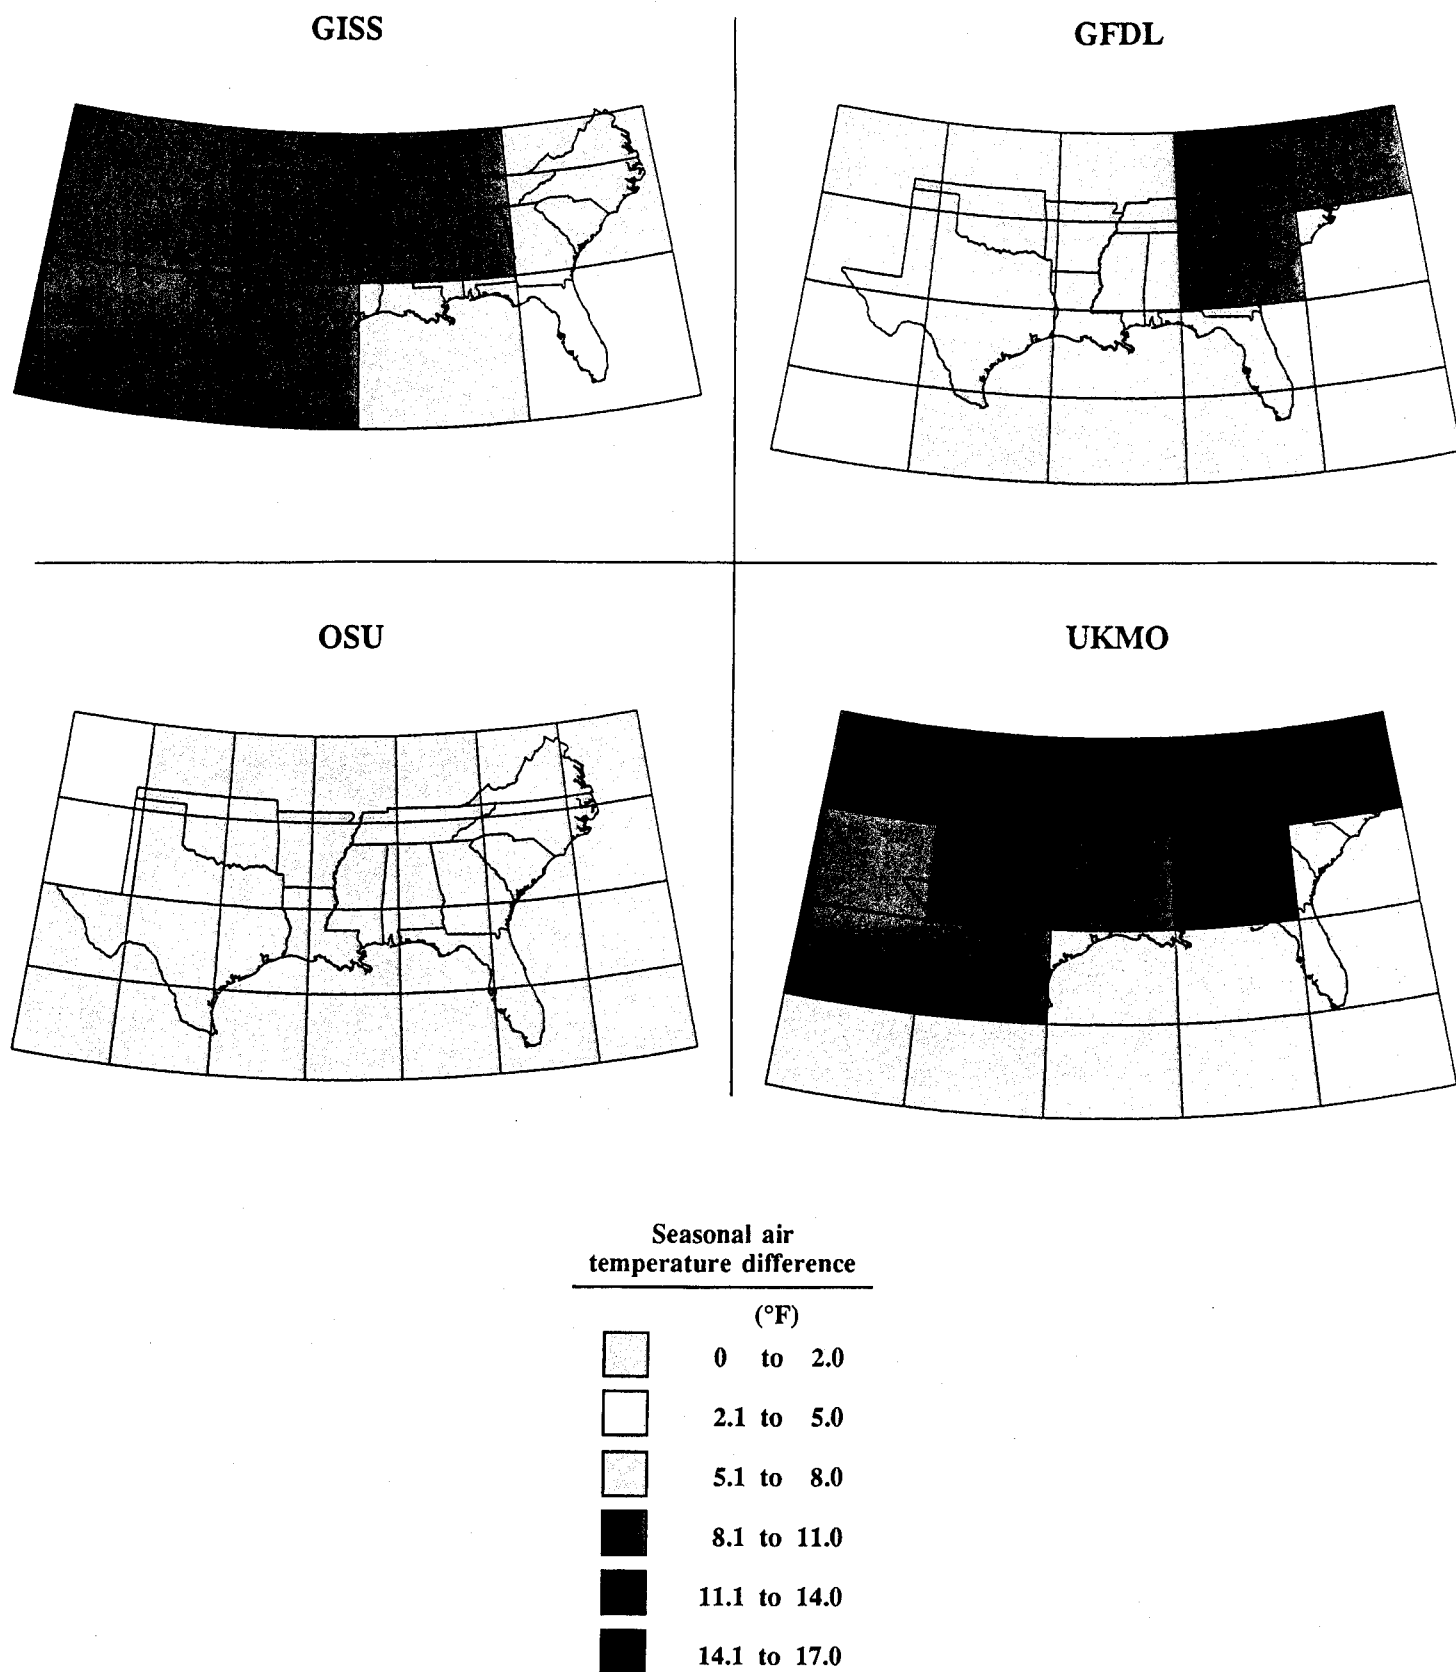 GISS
GFDL
OSU
UKMO
Seasonal air
temperature difference
(°F)
0 to 2.0
2.1 to 5.0
5.1 to 8.0
8.1 to 11.0
11.1 to 14.0
14.1 to 17.0